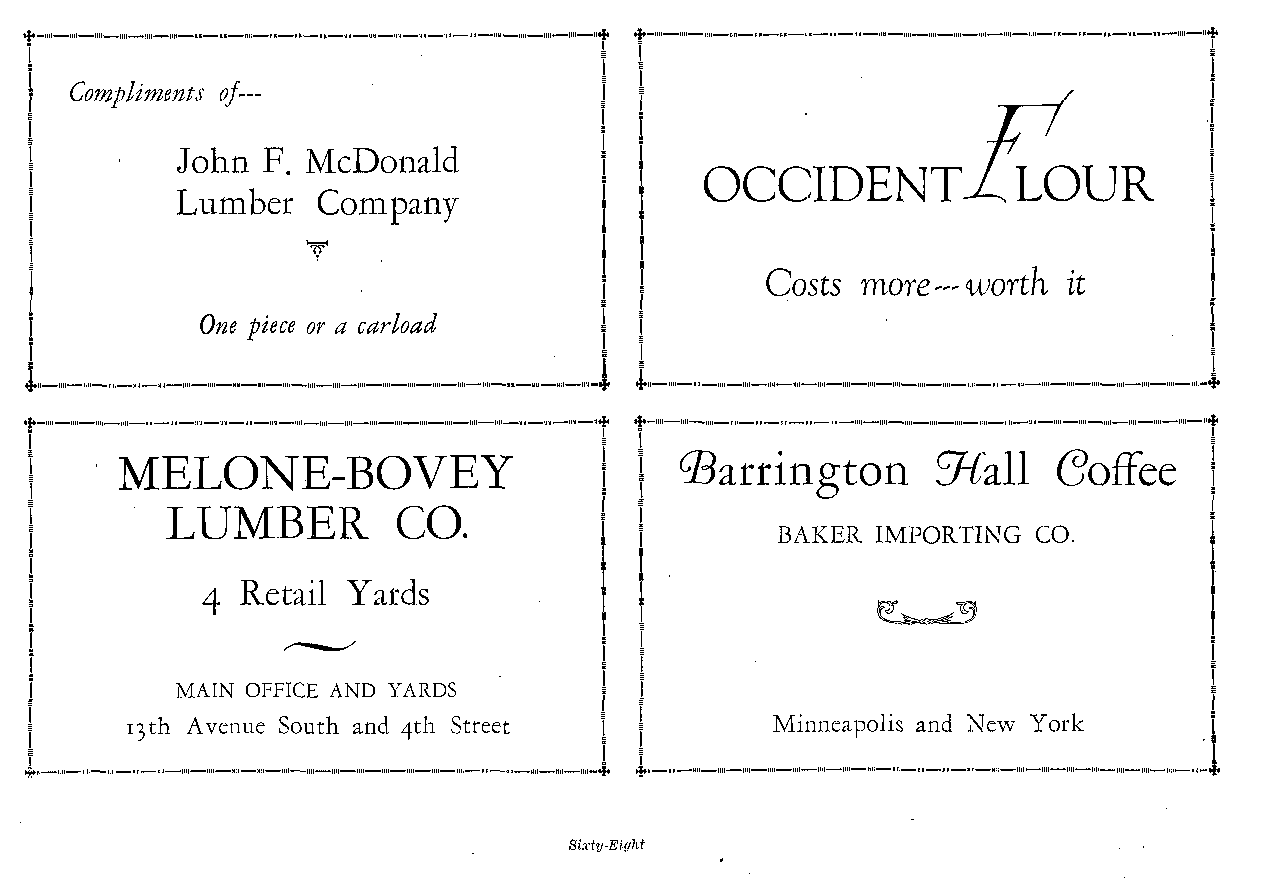 Compliments of---
John F. McDonald
Lumber Company
One piece or a carload
OCCIDENT FLOUR
Costs more---worth it
MELONE-BOVEY
LUMBER CO.
4 Retail Yards
MAIN OFFICE AND YARDS
13th Avenue South and 4th Street
Barrington Hall Coffee
BAKER IMPORTING CO.
Minneapolis and New York
Sixty-Eight